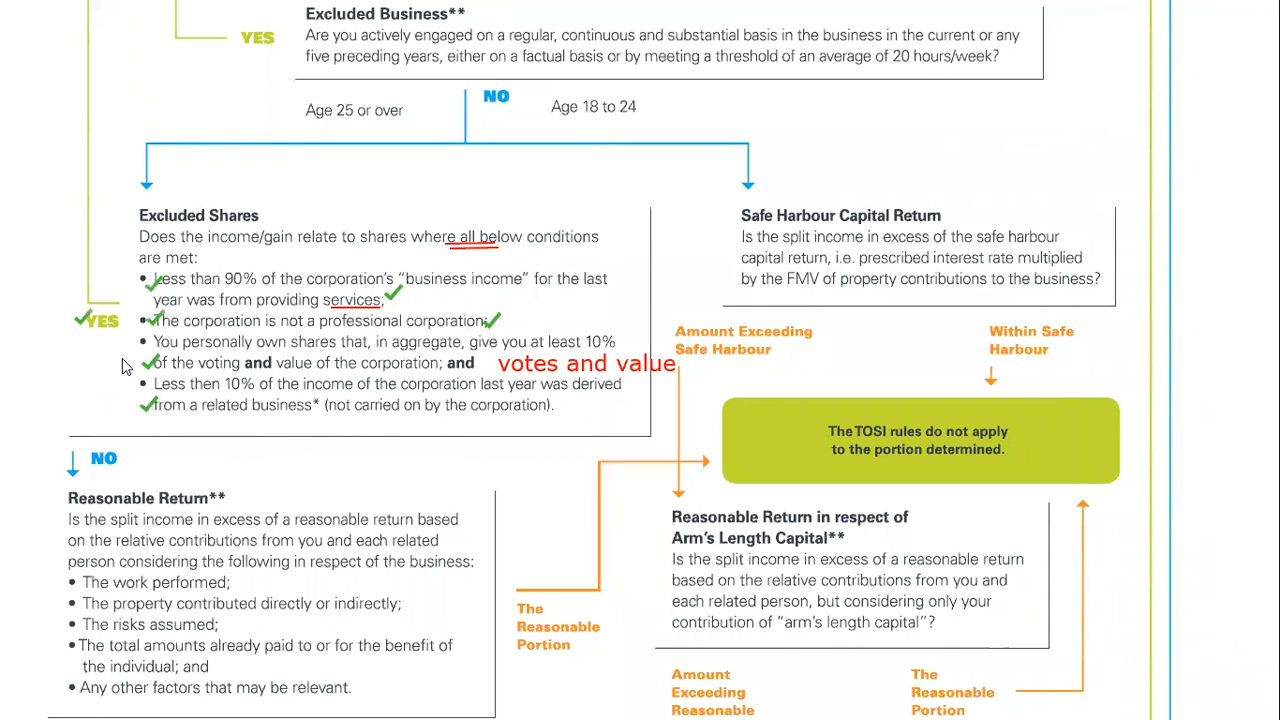 Excluded Business**
YES
Are you actively engaged on a regular, continuous and substantial basis in the business in the current or any
five preceding years, either on a factual basis or by meeting a threshold of an average of 20 hours/week?
NO
Age 25 or over
Age 18 to 24
Excluded Shares
Does the income/gain relate to shares where all below conditions
are met:
• Less than 90% of the corporation's "business income" for the last
year was from providing services;
YES
• The corporation is not a professional corporation;
• You personally own shares that, in aggregate, give you at least 10%
of the voting and value of the corporation; and
votes and value
• Less then 10% of the income of the corporation last year was derived
from a related business* (not carried on by the corporation).
Safe Harbour Capital Return
Is the split income in excess of the safe harbour
capital return, i.e. prescribed interest rate multiplied
by the FMV of property contributions to the business?
Amount Exceeding
Safe Harbour
Within Safe
Harbour
The TOSI rules do not apply
to the portion determined.
NO
Reasonable Return**
Is the split income in excess of a reasonable return based
on the relative contributions from you and each related
person considering the following in respect of the business:
• The work performed;
• The property contributed directly or indirectly;
• The risks assumed;
• The total amounts already paid to or for the benefit of
the individual; and
• Any other factors that may be relevant.
The
Reasonable
Portion
Reasonable Return in respect of
Arm's Length Capital**
Is the split income in excess of a reasonable return
based on the relative contributions from you and
each related person, but considering only your
contribution of "arm's length capital"?
Amount
Exceeding
Reasonable
The
Reasonable
Portion